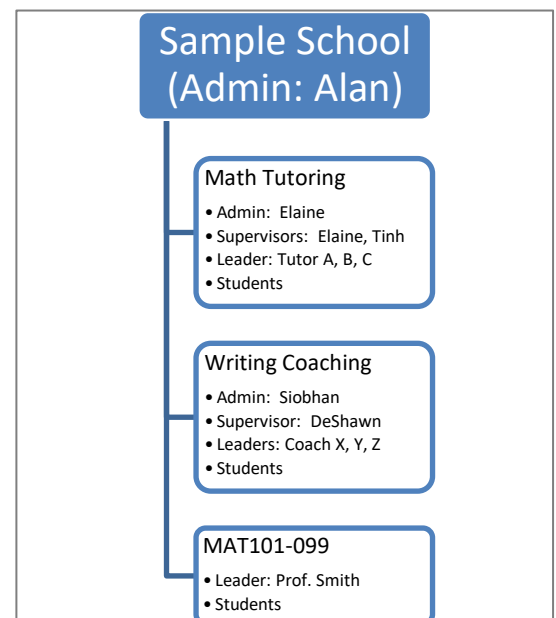 Sample School
(Admin: Alan)
Math Tutoring
• Admin:  Elaine
• Supervisors:  Elaine, Tinh
• Leader: Tutor A, B, C
• Students
Writing Coaching
• Admin:  Siobhan
• Supervisor:  DeShawn
• Leaders: Coach X, Y, Z
• Students
MAT101-099
• Leader: Prof. Smith
• Students